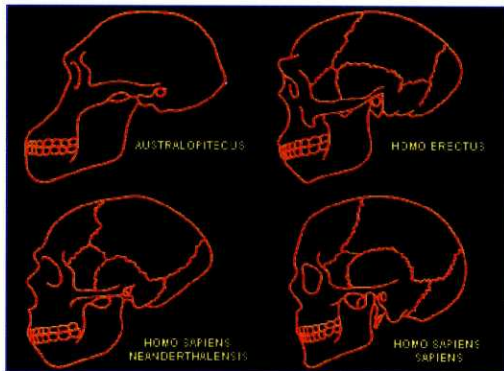 AUSTRALOPITECUS
HOMO ERECTUS
HOMO SAPIENS
NEANDERTHALENSIS
HOMO SAPIENS
SAPIENS